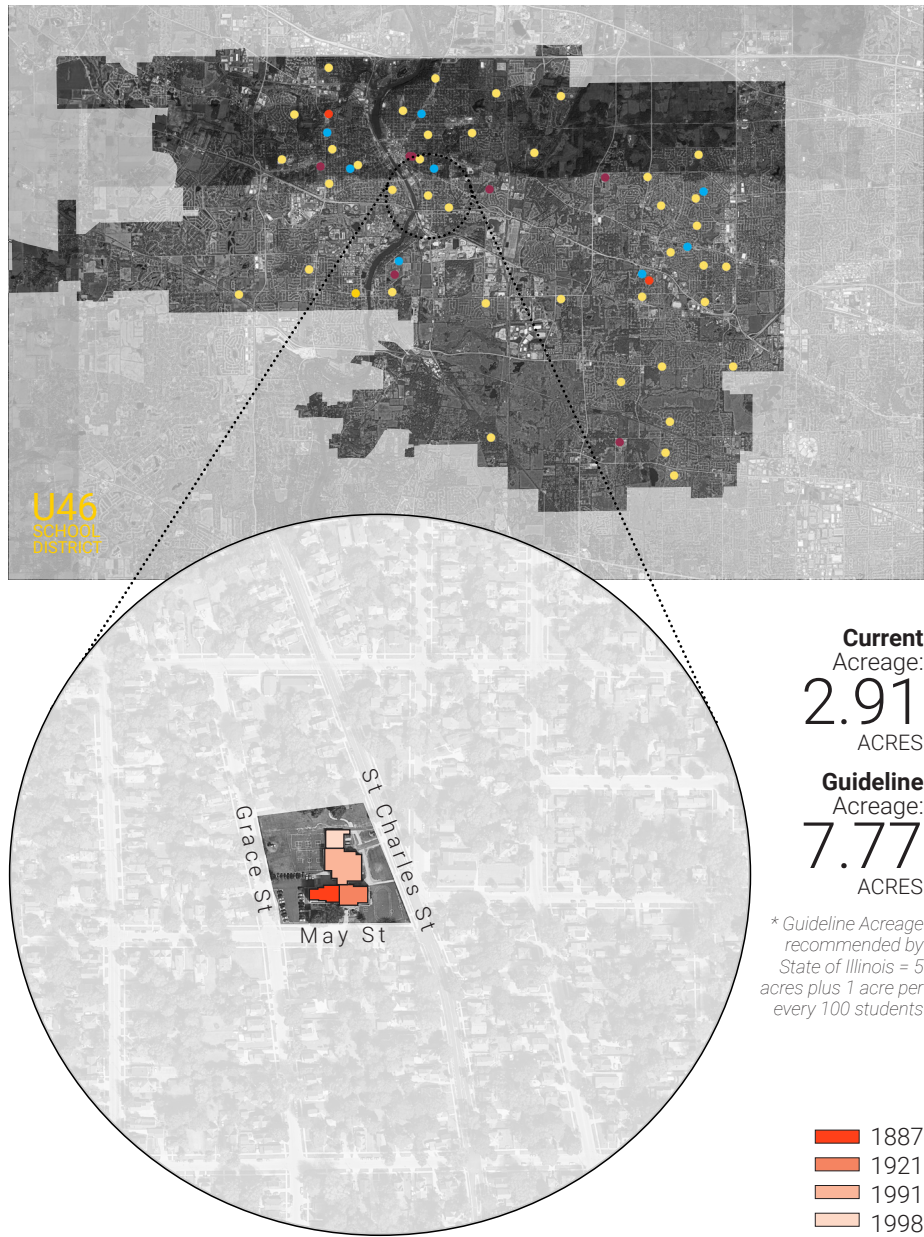 U46
SCHOOL
DISTRICT
Current
Acreage:
2.91
ACRES
Guideline
Acreage:
7.77
ACRES
* Guideline Acreage
recommended by
State of Illinois = 5
acres plus 1 acre per
every 100 students
St Charles St
Grace St
May St
1887
1921
1991
1998